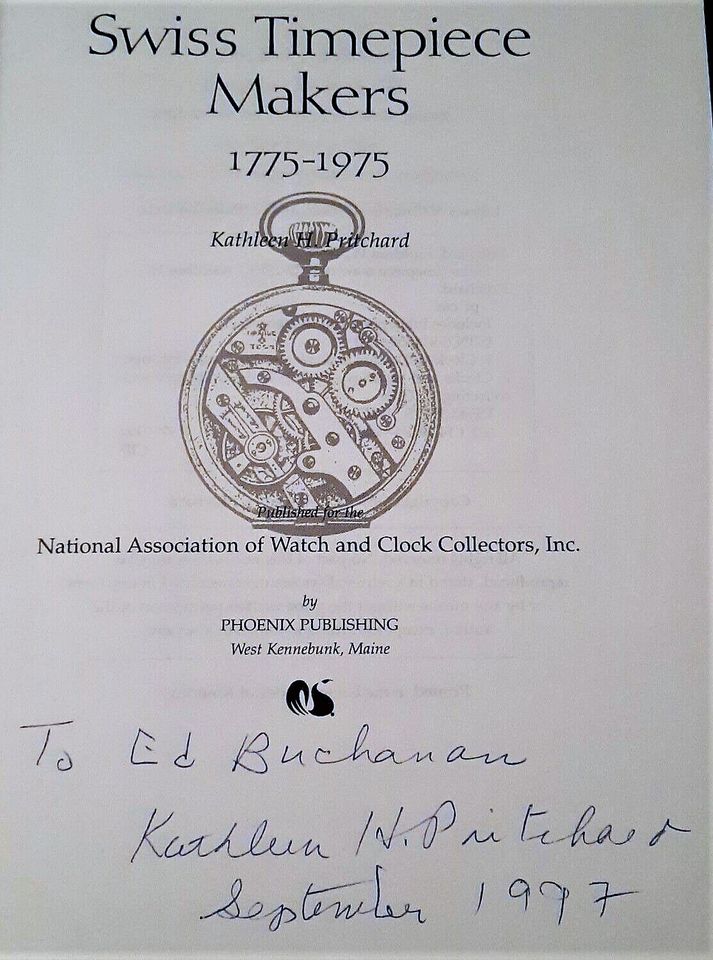 Swiss Timepiece
Makers
1775-1975
Kathleen H. Pritchard
Published for the
National Association of Watch and Clock Collectors, Inc.
by
PHOENIX PUBLISHING
West Kennebunk, Maine
To Ed Buchanan
Kathleen H. Pritchard
September 1997